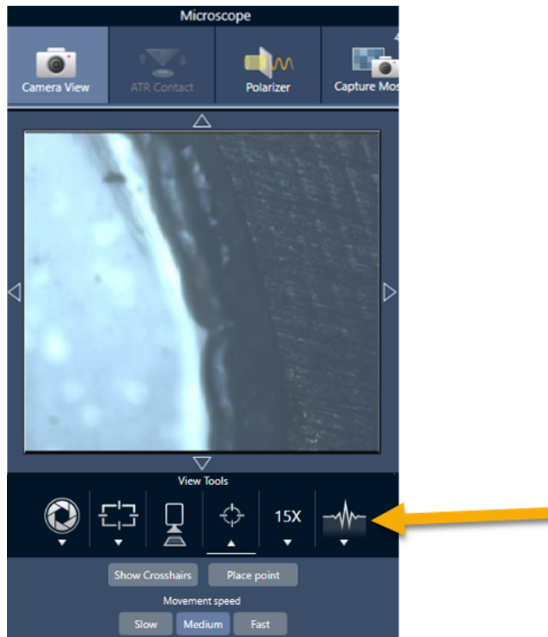 Microscope
Camera View
ATR Contact
Polarizer
Capture Mos
View Tools
15X
Show Crosshairs
Place point
Movement speed
Slow
Medium
Fast